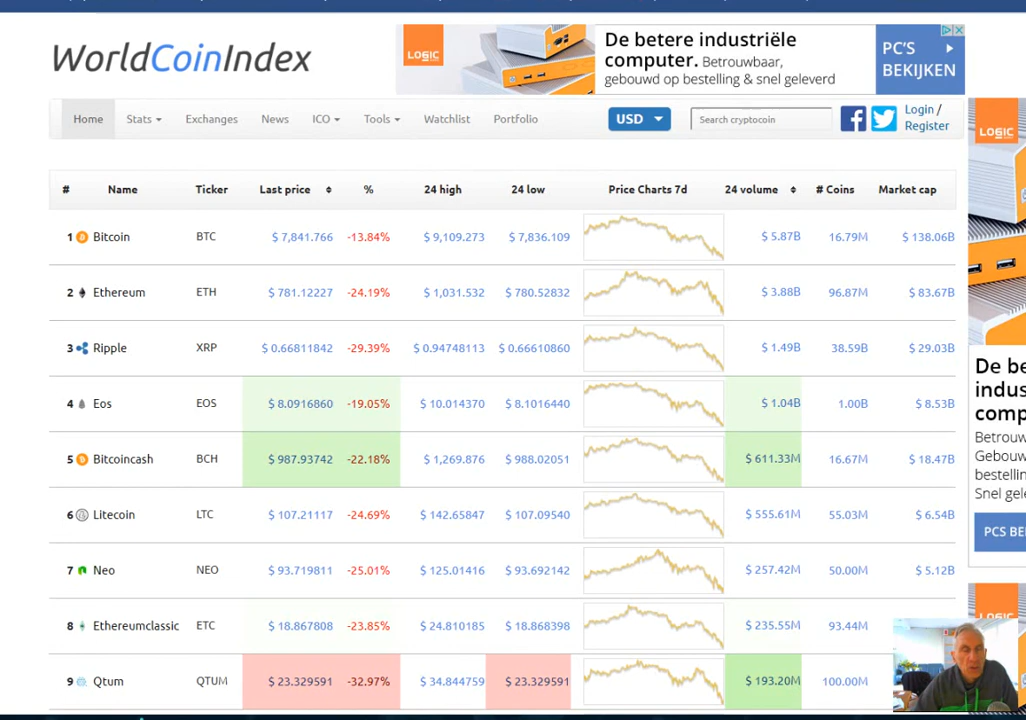 WorldCoinIndex
LOGIC
De betere industriële
computer. Betrouwbaar,
gebouwd op bestelling & snel geleverd
PC'S
BEKIJKEN
Home Stats Exchanges News ICO Tools Watchlist Portfolio USD Search cryptocoin Login /
Register
# Name Ticker Last price % 24 high 24 low Price Charts 7d 24 volume # Coins Market cap
1 Bitcoin BTC $ 7,841.766 -13.84% $ 9,109.273 $ 7,836.109 $ 5.87B 16.79M $ 138.06B
2 Ethereum ETH $ 781.12227 -24.19% $ 1,031.532 $ 780.52832 $ 3.88B 96.87M $ 83.67B
3 Ripple XRP $ 0.66811842 -29.39% $ 0.94748113 $ 0.66610860 $ 1.49B 38.59M $ 29.03B
4 Eos EOS $ 8.0916860 -19.05% $ 10.014370 $ 8.1016440 $ 1.04B 1.00B $ 8.53B
5 Bitcoincash BCH $ 987.93742 -22.18% $ 1,269.876 $ 988.02051 $ 611.33M 16.67M $ 18.47B
6 Litecoin LTC $ 107.21117 -24.69% $ 142.65847 $ 107.09540 $ 555.61M 55.03M $ 6.54B
7 Neo NEO $ 93.719811 -25.01% $ 125.01416 $ 93.692142 $ 257.42M 50.00M $ 5.12B
8 Ethereumclassic ETC $ 18.867808 -23.85% $ 24.810185 $ 18.868398 $ 235.55M 93.44M
9 Qtum QTUM $ 23.329591 -32.97% $ 34.844759 $ 23.329591 $ 193.20M 100.00M
LOGIC
De be
indus
comp
Betrouw
Gebouw
bestellin
Snel gele
PCS BE
LOGIC